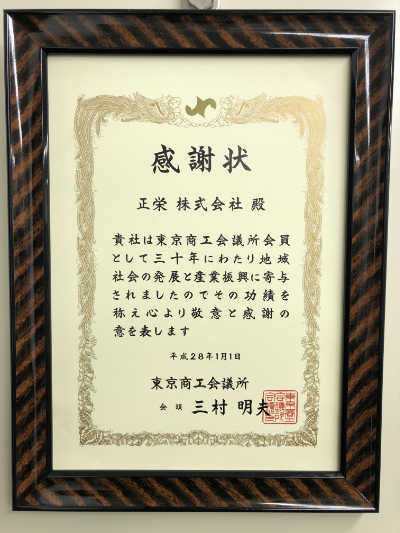 感謝状
正栄 株式会社 殿
貴社は東京商工会議所会員
として三十年にわたり地域
社会の発展と産業振興に寄与
されましたのでその功績を
称え心より敬意と感謝の
意を表します
平成28年1月1日
東京商工会議所
会頭 三村 明夫